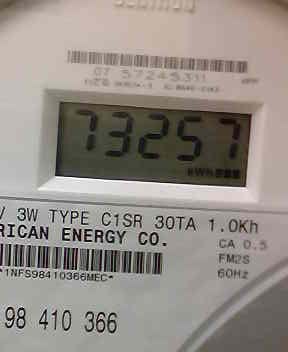 07 57245311
73257
kWh
V 3W TYPE C1SR 30TA 1.0Kh
RICAN ENERGY CO.
CA 0.5
FM2S
60Hz
*1NFS98410366MEC*
98 410 366